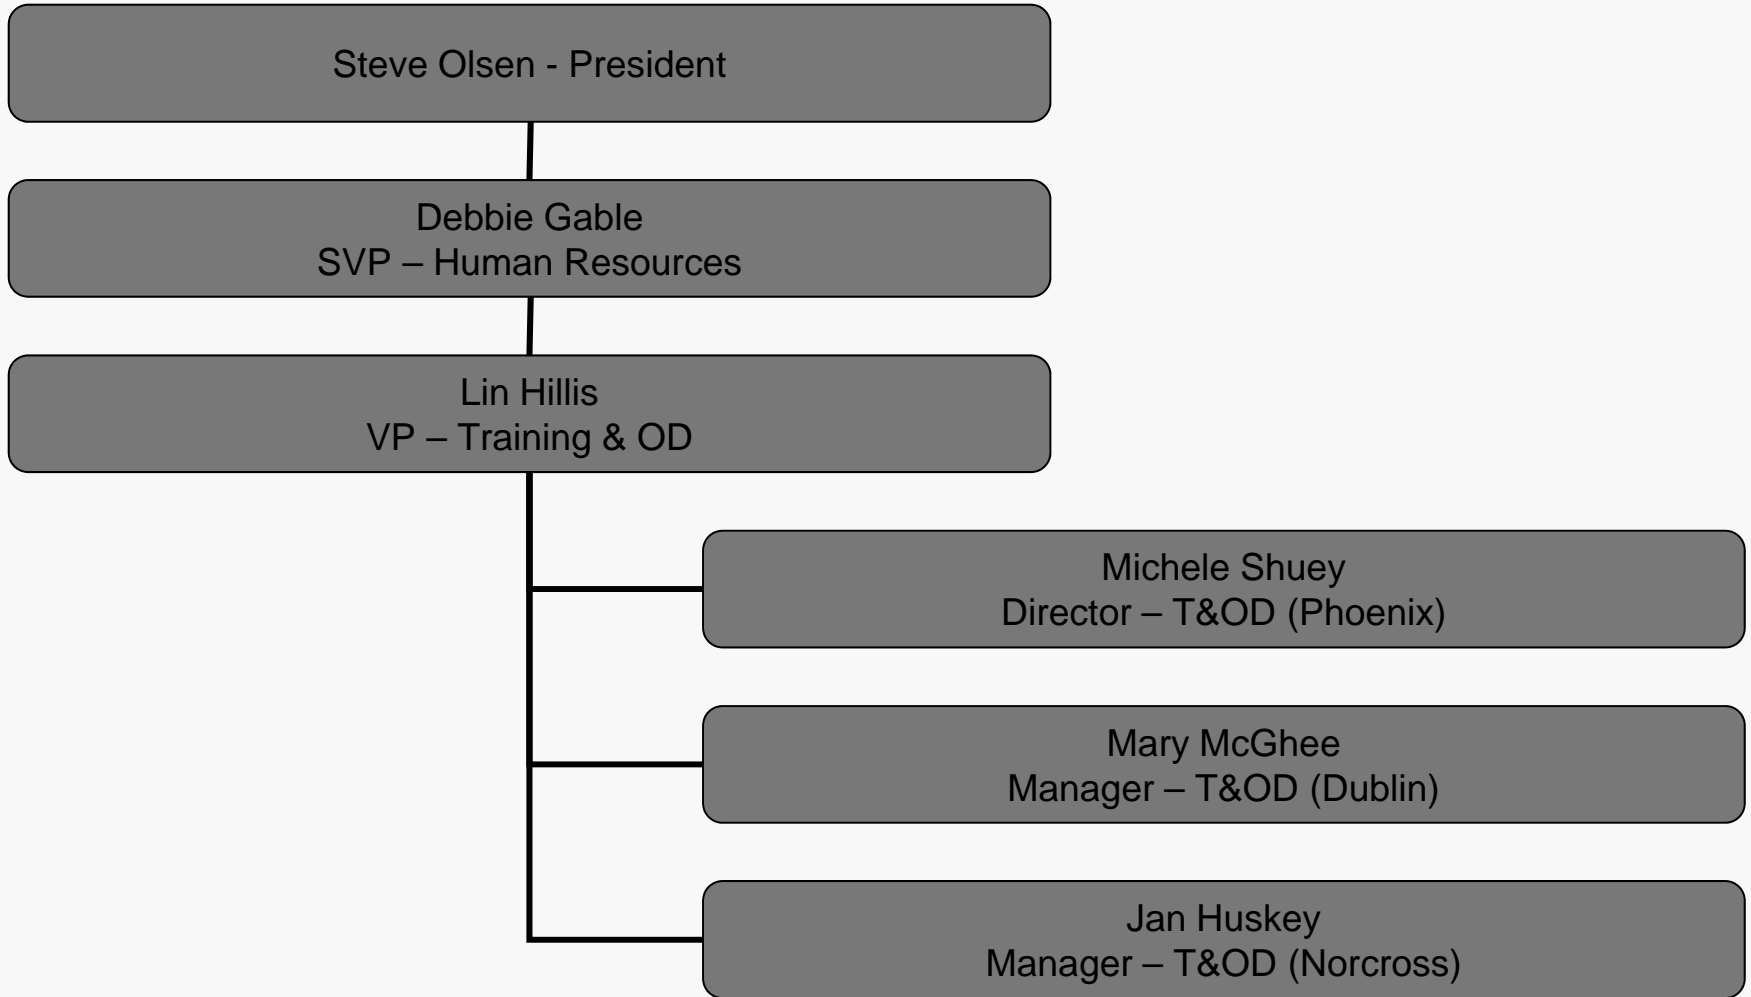 Steve Olsen - President
Debbie Gable
SVP – Human Resources
Lin Hillis
VP – Training & OD
Michele Shuey
Director – T&OD (Phoenix)
Mary McGhee
Manager – T&OD (Dublin)
Jan Huskey
Manager – T&OD (Norcross)